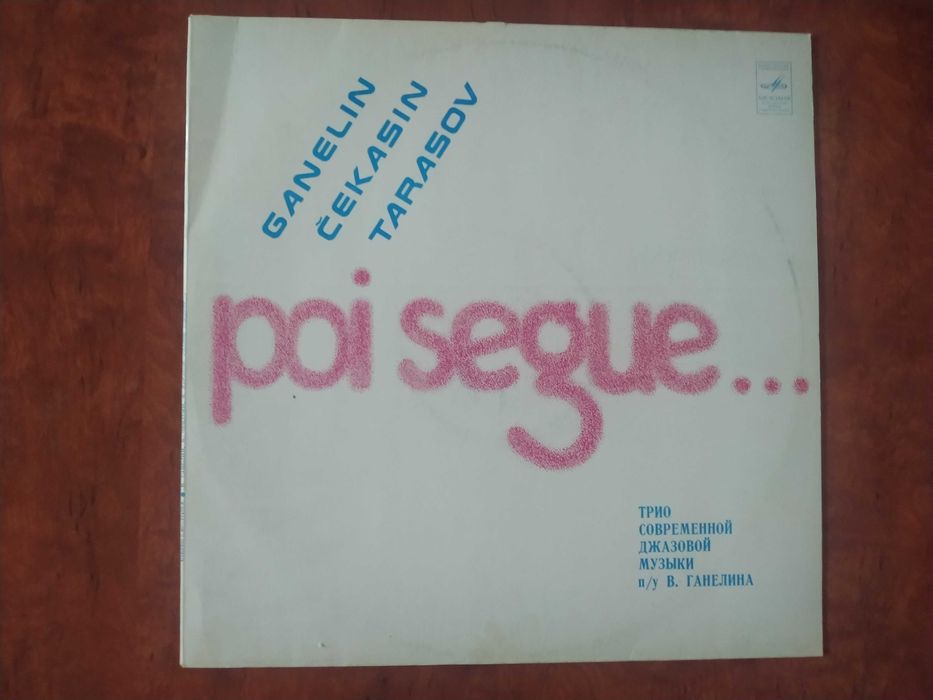 GANELIN
ČEKASIN
TARASOV
poi segue...
ТРИО
СОВРЕМЕННОЙ
ДЖАЗОВОЙ
МУЗЫКИ
п/у В. ГАНЕЛИНА